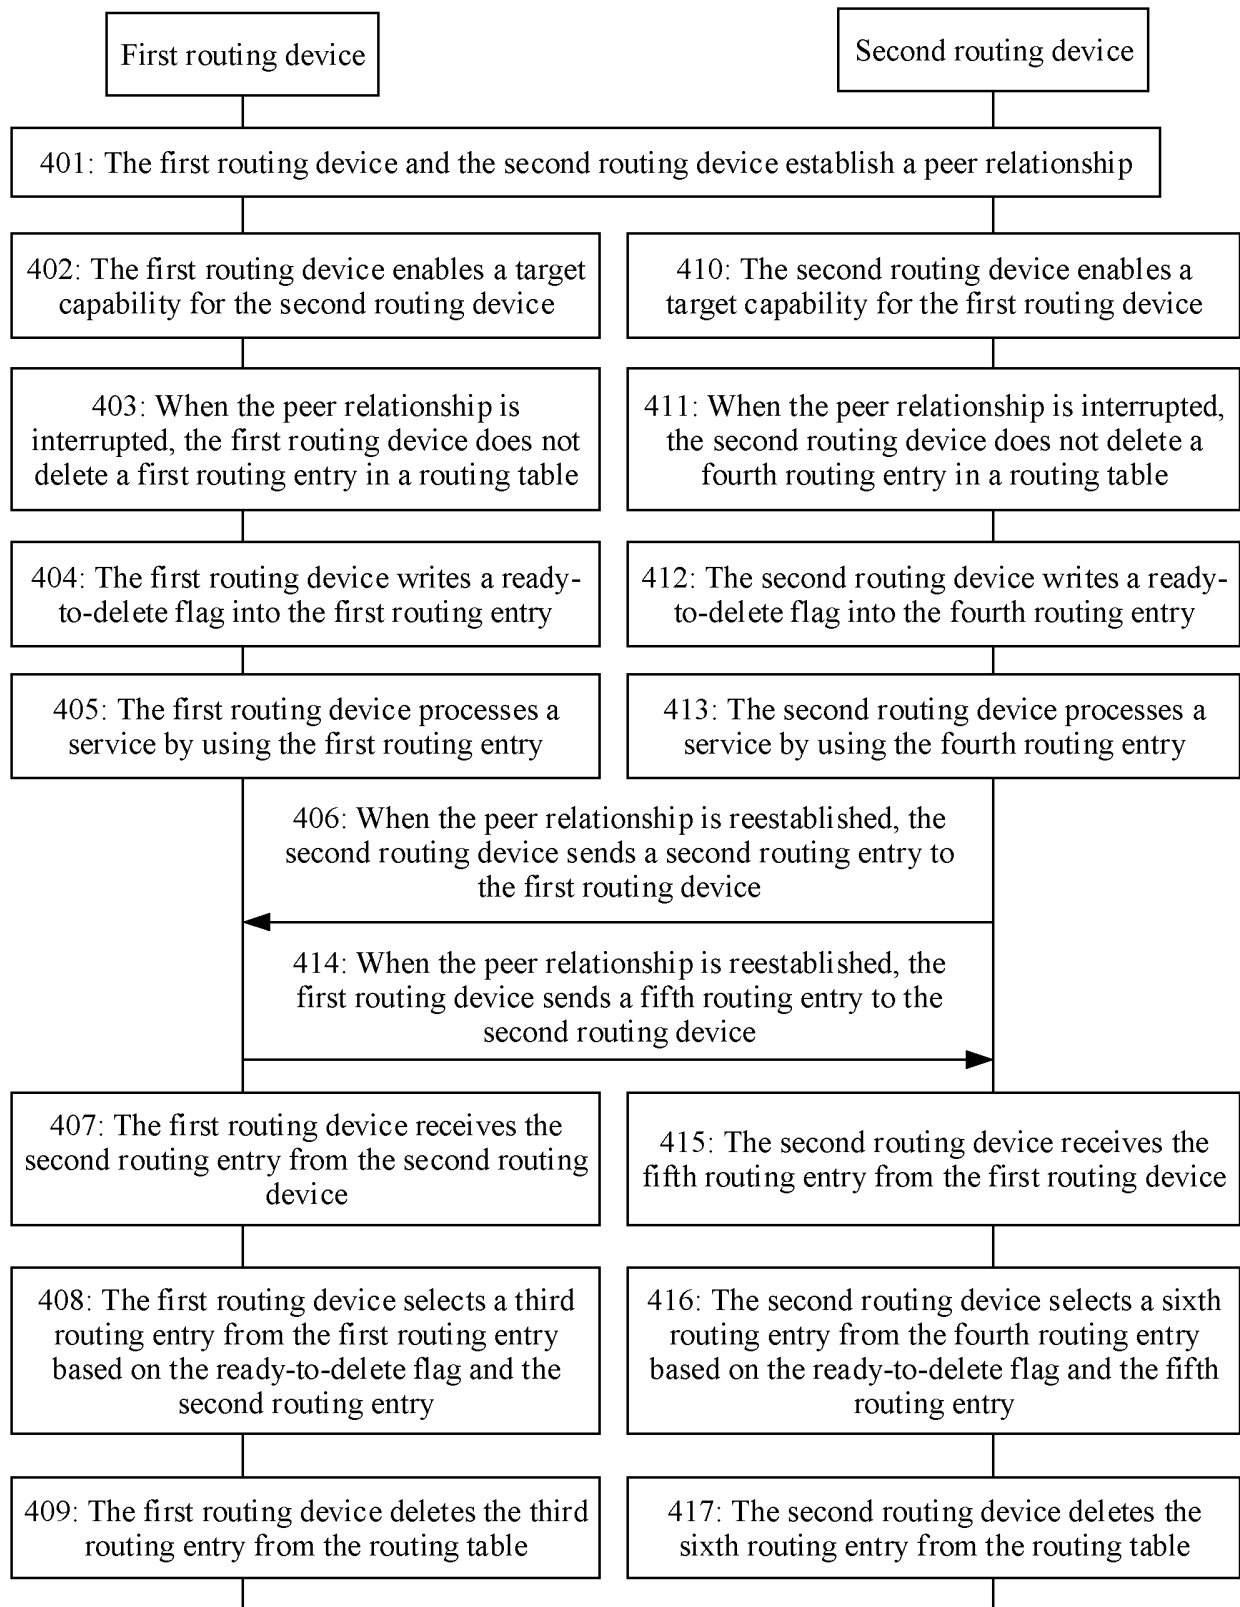 First routing device
Second routing device
401: The first routing device and the second routing device establish a peer relationship
402: The first routing device enables a target
capability for the second routing device
410: The second routing device enables a
target capability for the first routing device
403: When the peer relationship is
interrupted, the first routing device does not
delete a first routing entry in a routing table
411: When the peer relationship is interrupted,
the second routing device does not delete a
fourth routing entry in a routing table
404: The first routing device writes a ready-
to-delete flag into the first routing entry
412: The second routing device writes a ready-
to-delete flag into the fourth routing entry
405: The first routing device processes a
service by using the first routing entry
413: The second routing device processes a
service by using the fourth routing entry
406: When the peer relationship is reestablished, the
second routing device sends a second routing entry to
the first routing device
414: When the peer relationship is reestablished, the
first routing device sends a fifth routing entry to the
second routing device
407: The first routing device receives the
second routing entry from the second routing
device
415: The second routing device receives the
fifth routing entry from the first routing device
408: The first routing device selects a third
routing entry from the first routing entry
based on the ready-to-delete flag and the
second routing entry
416: The second routing device selects a sixth
routing entry from the fourth routing entry
based on the ready-to-delete flag and the fifth
routing entry
409: The first routing device deletes the third
routing entry from the routing table
417: The second routing device deletes the
sixth routing entry from the routing table